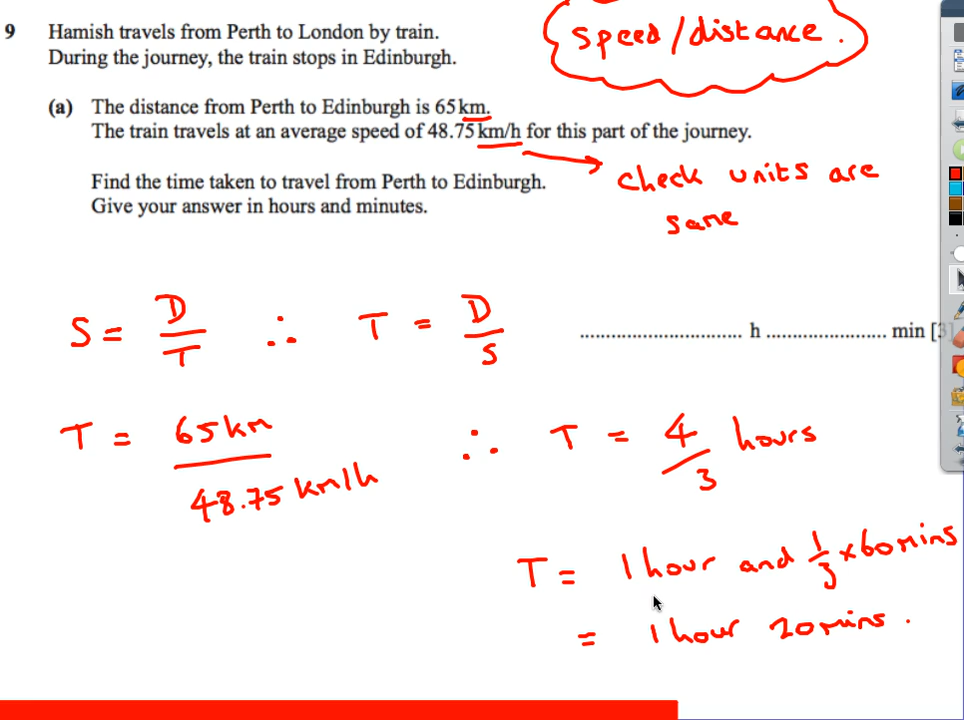 speed/distance.
9 Hamish travels from Perth to London by train.
During the journey, the train stops in Edinburgh.
(a) The distance from Perth to Edinburgh is 65 km.
The train travels at an average speed of 48.75 km/h for this part of the journey.
check units are
same
Find the time taken to travel from Perth to Edinburgh.
Give your answer in hours and minutes.
S = D/T ∴ T = D/S
.............................. h ....................... min [3]
T = 65km/48.75 km/h ∴ T = 4/3 hours
T = 1 hour and 1/3 × 60 mins
= 1 hour 20 mins.